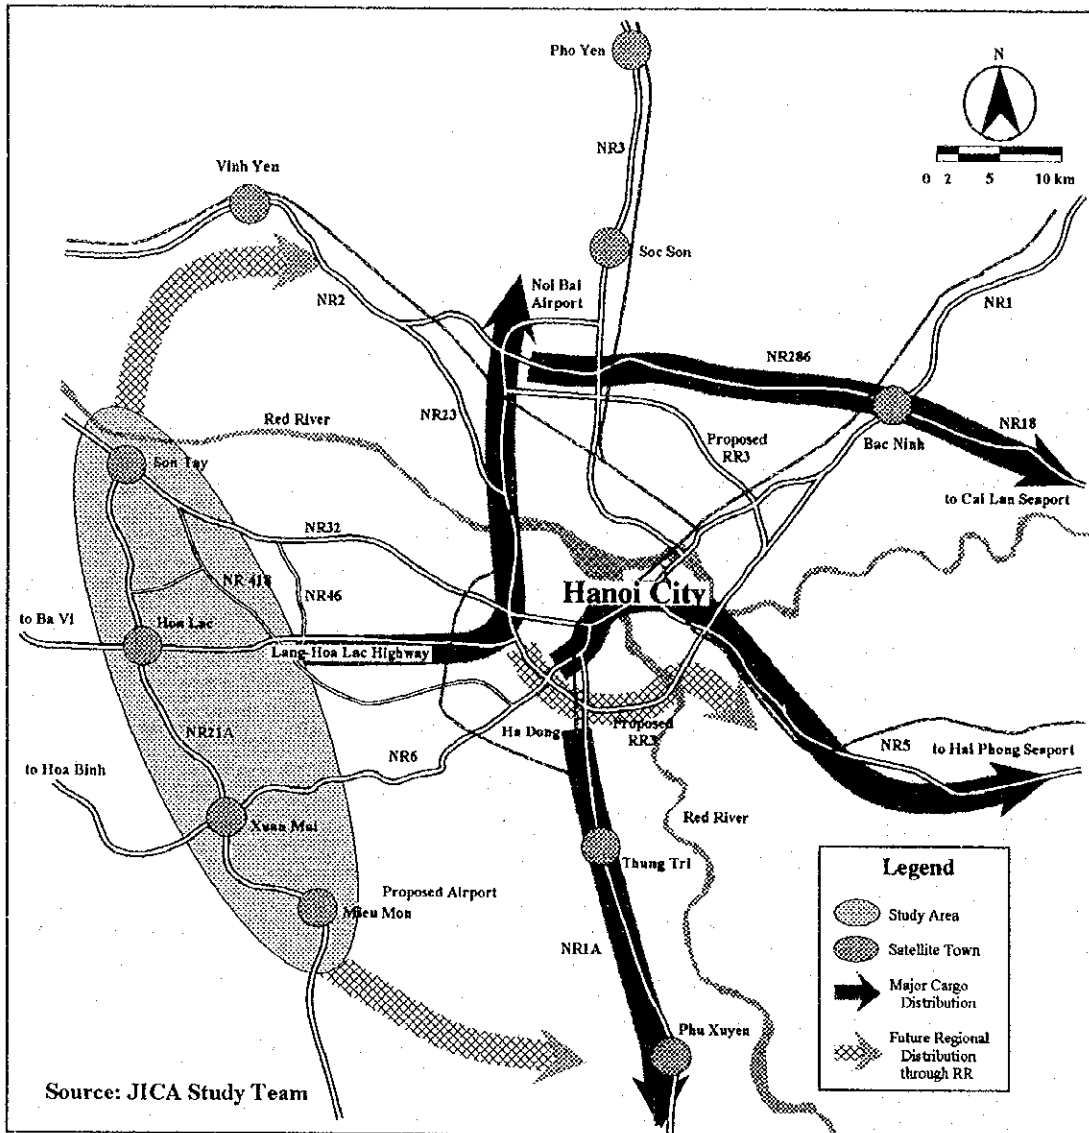 Pho Yen
N
NR3
0 2 5 10 km
Vinh Yen
Soc Son
Noi Bai
Airport
NR1
NR2
NR286
NR23
Red River
Proposed
RR3
Bac Ninh
NR18
Son Tay
to Cai Lan Seaport
NR32
NR 41B
NR46
Hanoi City
to Ba Vi
Hoa Lac
Lang-Hoa Lac Highway
NR21A
Ha Dong
Proposed
RR3
NR5
to Hai Phong Seaport
to Hoa Binh
NR6
Xuan Mai
Red River
Thung Tri
Proposed Airport
Mieu Mon
NR1A
Phu Xuyen
Legend
Study Area
Satellite Town
Major Cargo
Distribution
Future Regional
Distribution
through RR
Source: JICA Study Team